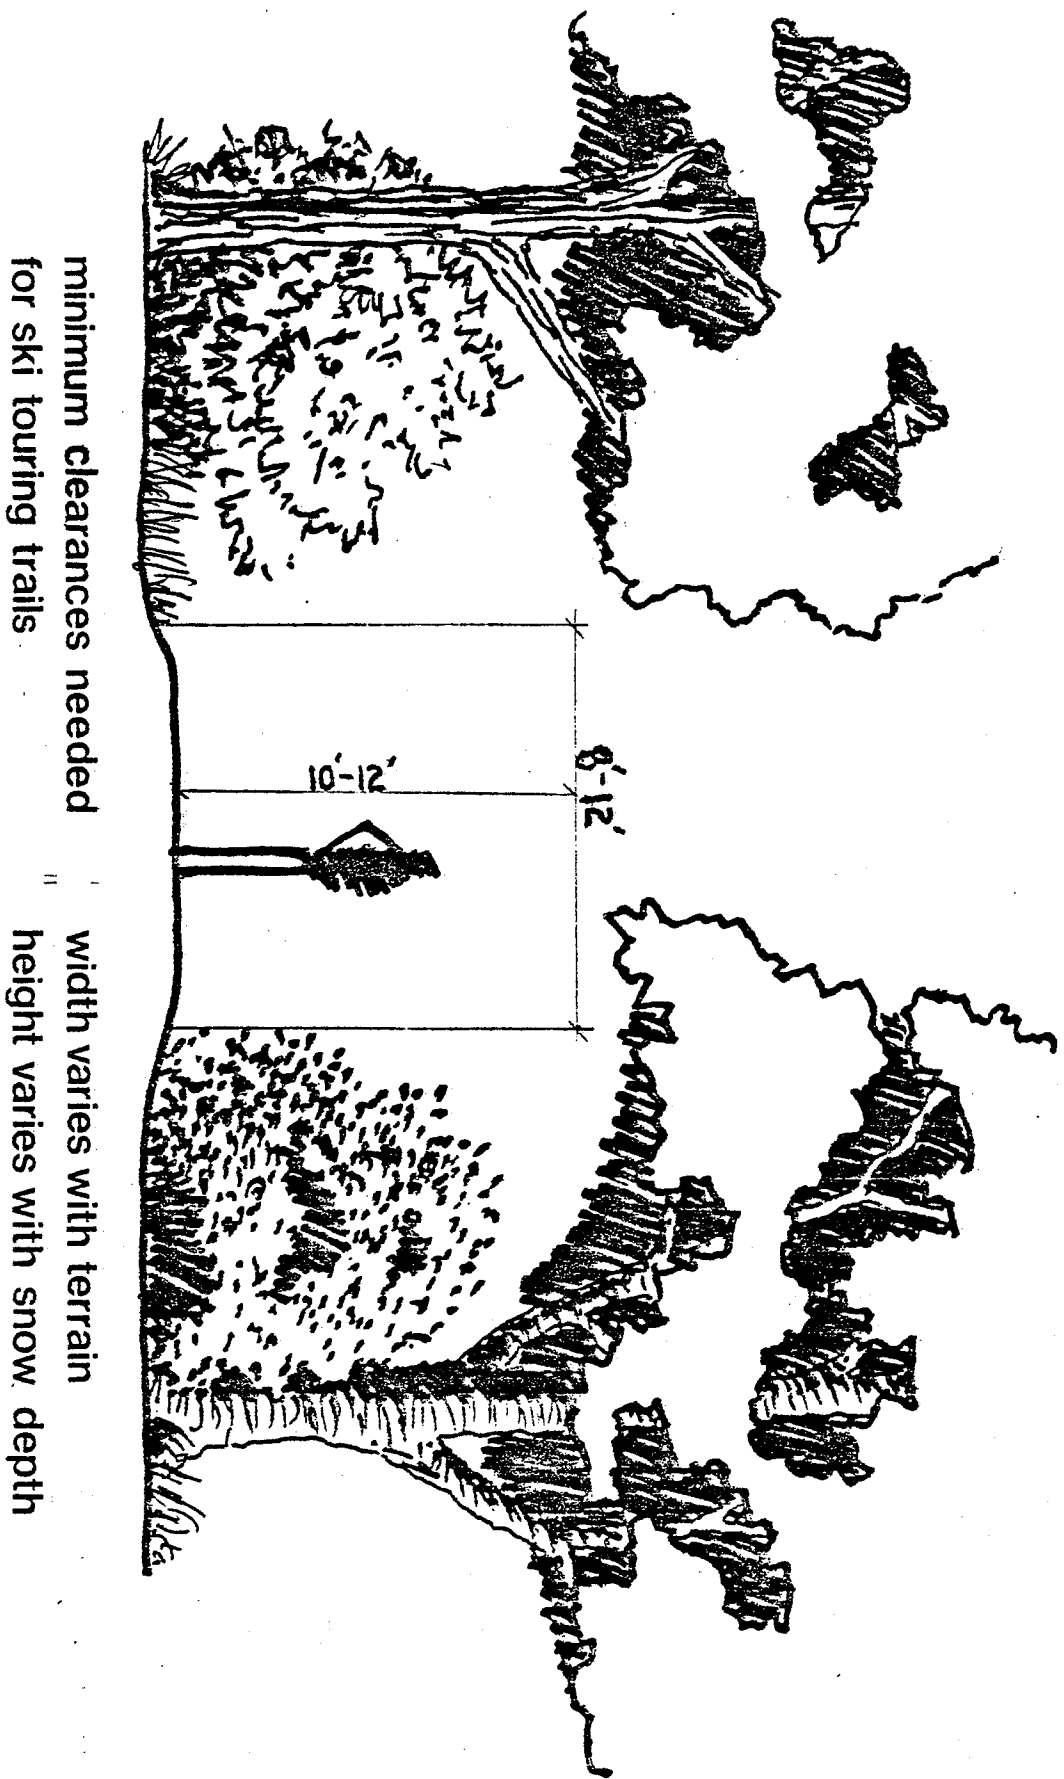 8'-12'
10'-12'
minimum clearances needed
for ski touring trails
width varies with terrain
height varies with snow depth